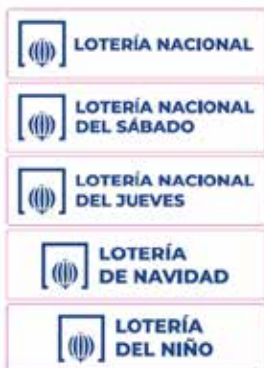 LOTERÍA NACIONAL
LOTERÍA NACIONAL
DEL SÁBADO
LOTERÍA NACIONAL
DEL JUEVES
LOTERÍA
DE NAVIDAD
LOTERÍA
DEL NIÑO